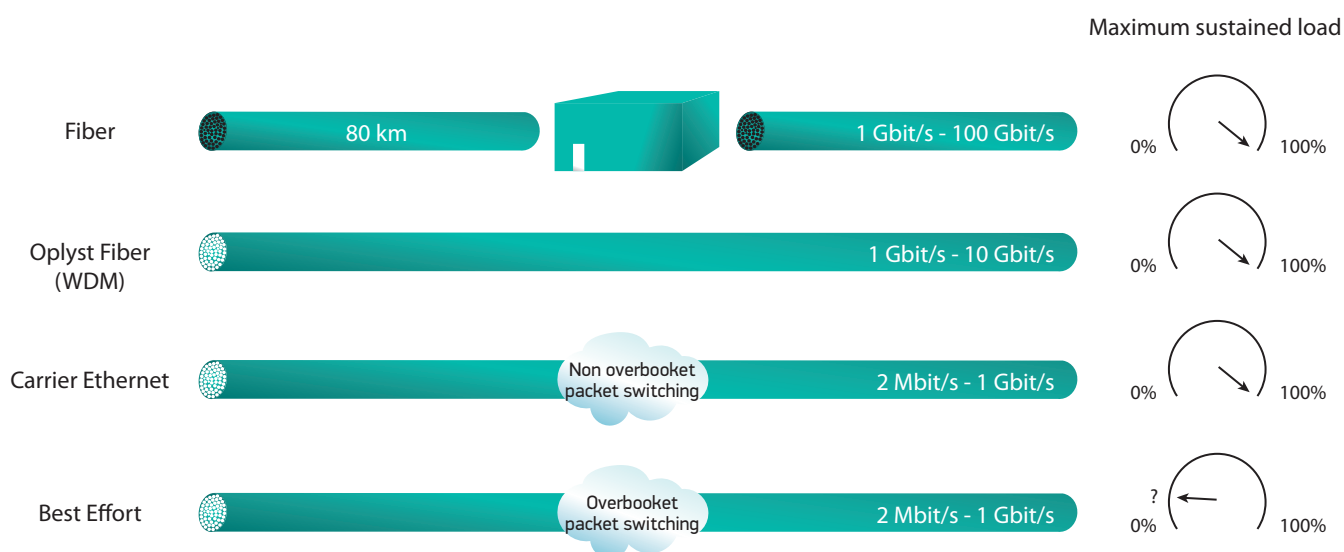 Maximum sustained load
Fiber
80 km
1 Gbit/s - 100 Gbit/s
0%
100%
Oplyst Fiber
(WDM)
1 Gbit/s - 10 Gbit/s
0%
100%
Carrier Ethernet
Non overbooket
packet switching
2 Mbit/s - 1 Gbit/s
0%
100%
Best Effort
Overbooket
packet switching
2 Mbit/s - 1 Gbit/s
?
0%
100%